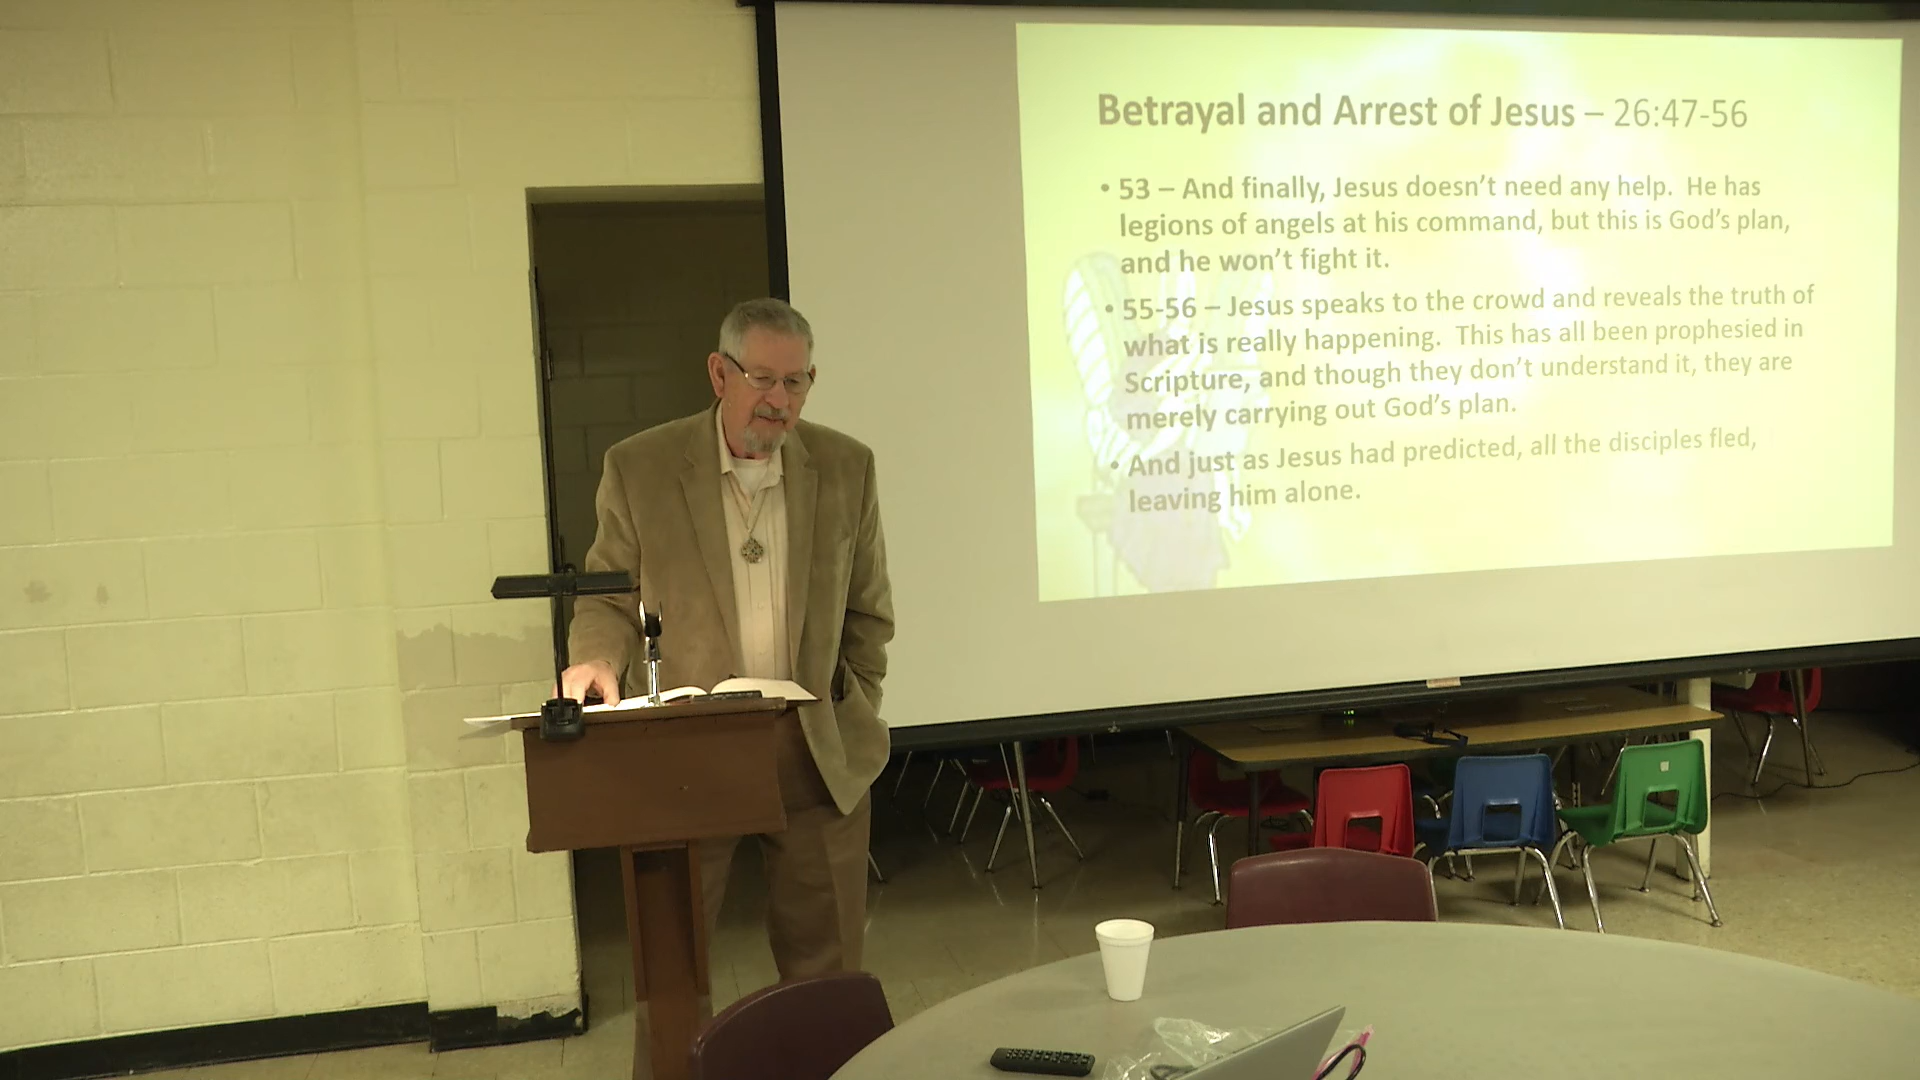 Betrayal and Arrest of Jesus – 26:47-56
• 53 – And finally, Jesus doesn't need any help.  He has
legions of angels at his command, but this is God's plan,
and he won't fight it.
• 55-56 – Jesus speaks to the crowd and reveals the truth of
what is really happening.  This has all been prophesied in
Scripture, and though they don't understand it, they are
merely carrying out God's plan.
• And just as Jesus had predicted, all the disciples fled,
leaving him alone.